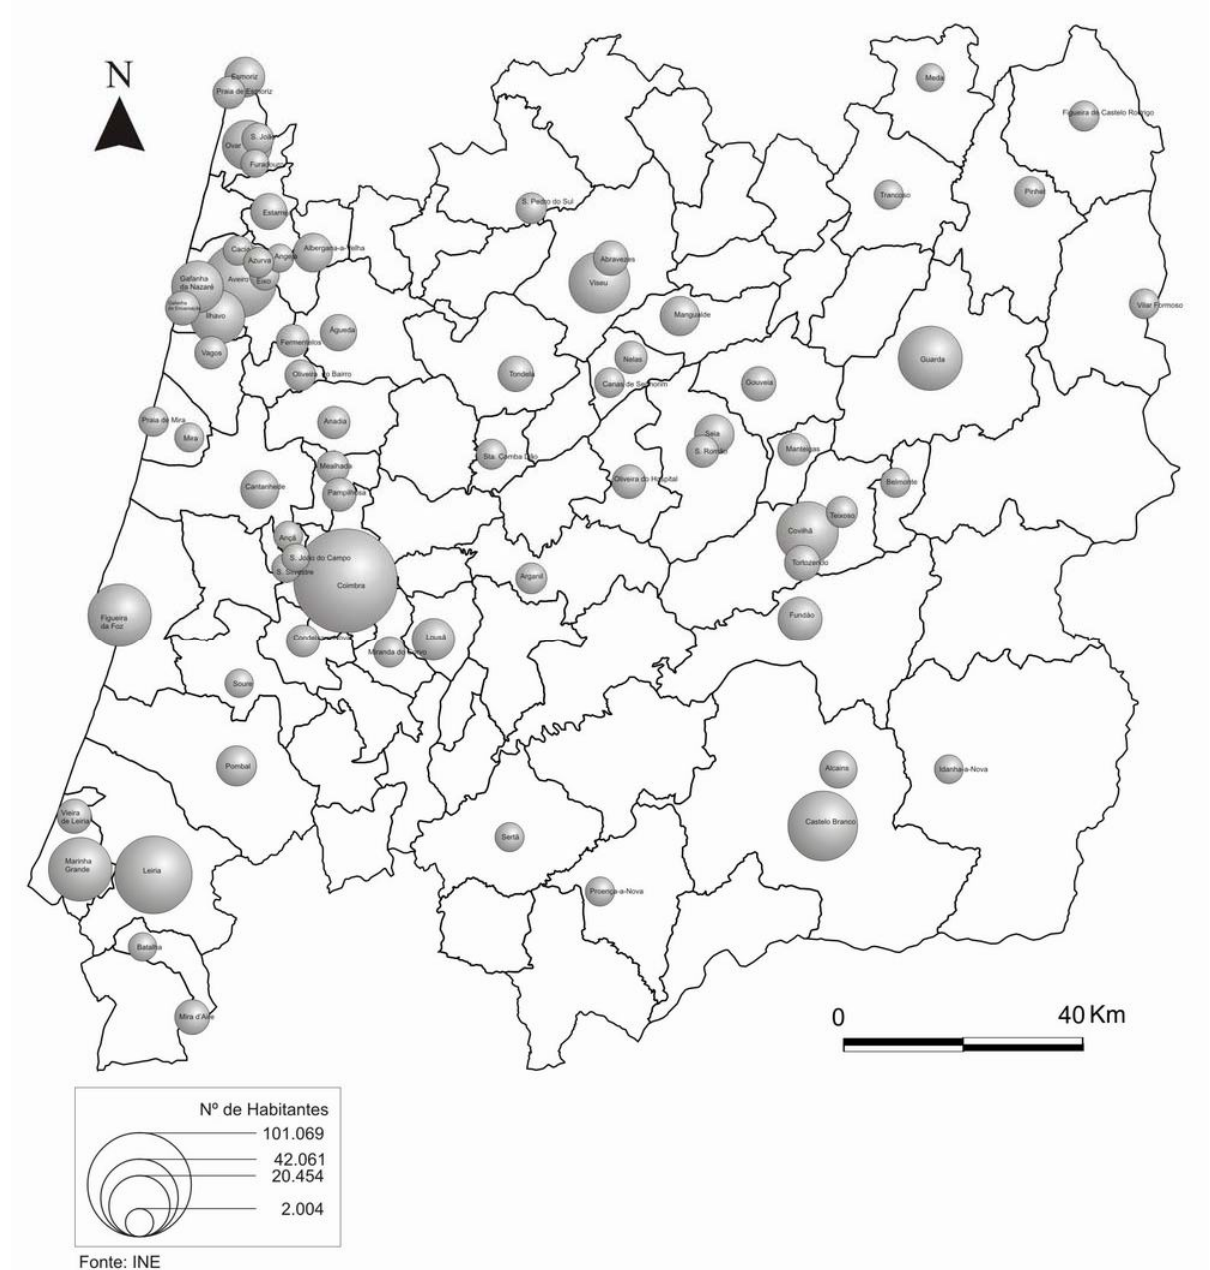 N
Esmoriz
Praia de Esmoriz
Meda
Figueira de Castelo Rodrigo
Ovar
S. João
Furadouro
Trancoso
Pinhel
Estarreja
S. Pedro do Sul
Cacia
Azurva
Angeja
Albergaria-a-Velha
Abravezes
Gafanha
da Nazaré
Aveiro
Eixo
Viseu
Vilar Formoso
Ílhavo
Mangualde
Águeda
Fermentelos
Vagos
Nelas
Guarda
Oliveira do Bairro
Tondela
Canas de Senhorim
Gouveia
Praia de Mira
Mira
Anadia
Seia
S. Romão
Manteigas
Sta. Comba Dão
Mealhada
Cantanhede
Pampilhosa
Oliveira do Hospital
Belmonte
Teixoso
Covilhã
Ançã
S. João do Campo
S. Silvestre
Coimbra
Tortozendo
Arganil
Figueira
da Foz
Fundão
Condeixa-a-Nova
Lousã
Miranda do Corvo
Soure
Pombal
Alcains
Idanha-a-Nova
Vieira
de Leiria
Castelo Branco
Sertã
Marinha
Grande
Leiria
Proença-a-Nova
Batalha
Mira d'Aire
0
40 Km
Nº de Habitantes
101.069
42.061
20.454
2.004
Fonte: INE